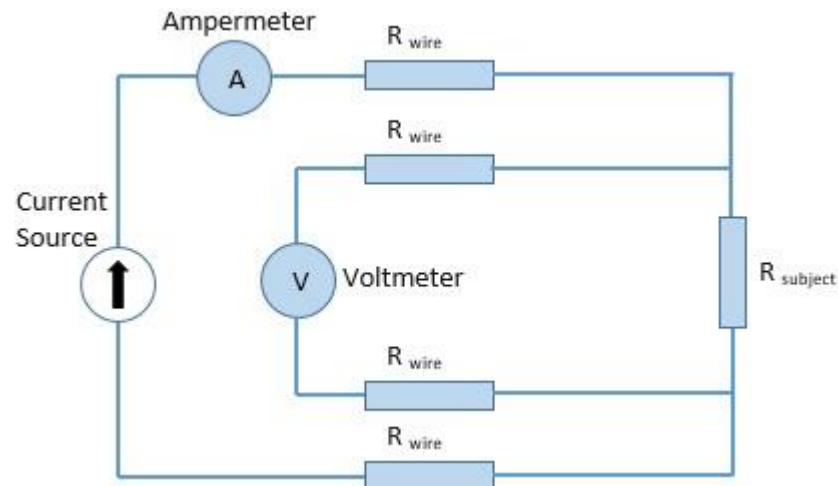 Ampermeter
R wire
A
R wire
Current
Source
V
Voltmeter
R subject
R wire
R wire